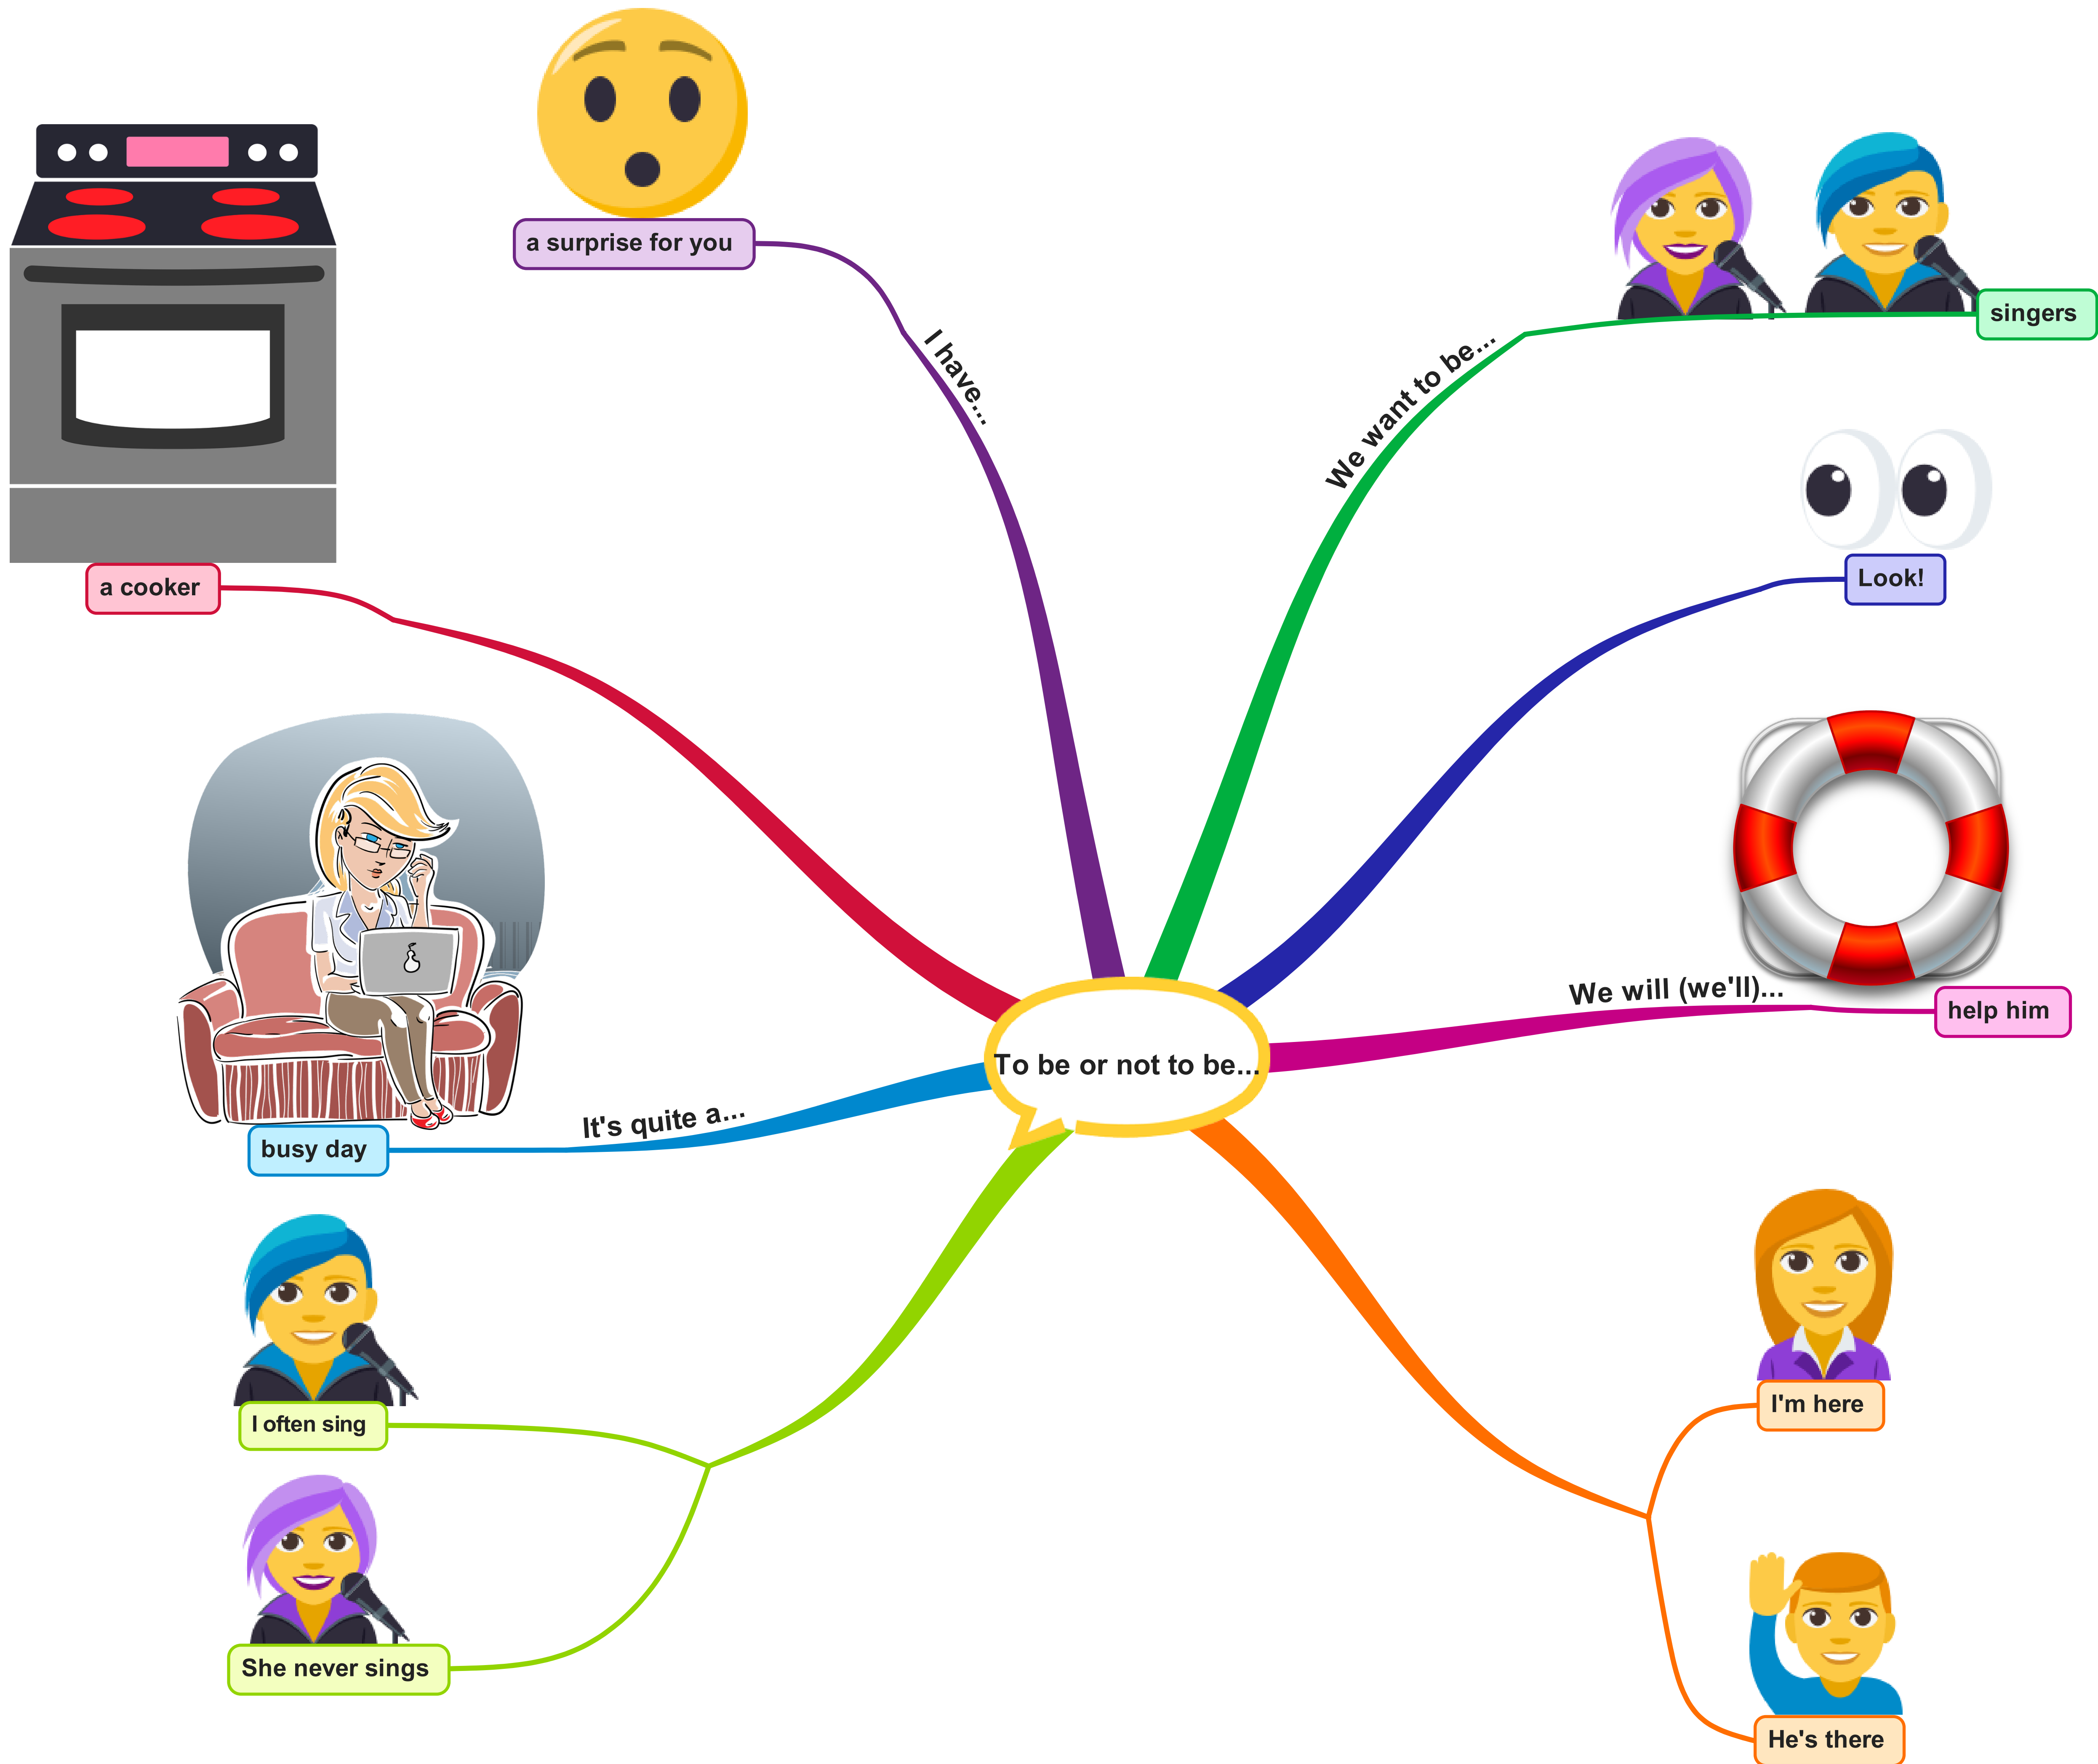 To be or not to be...
We want to be...
singers
Look!
We will (we'll)...
help him
I'm here
He's there
I often sing
She never sings
It's quite a...
busy day
a cooker
I have...
a surprise for you